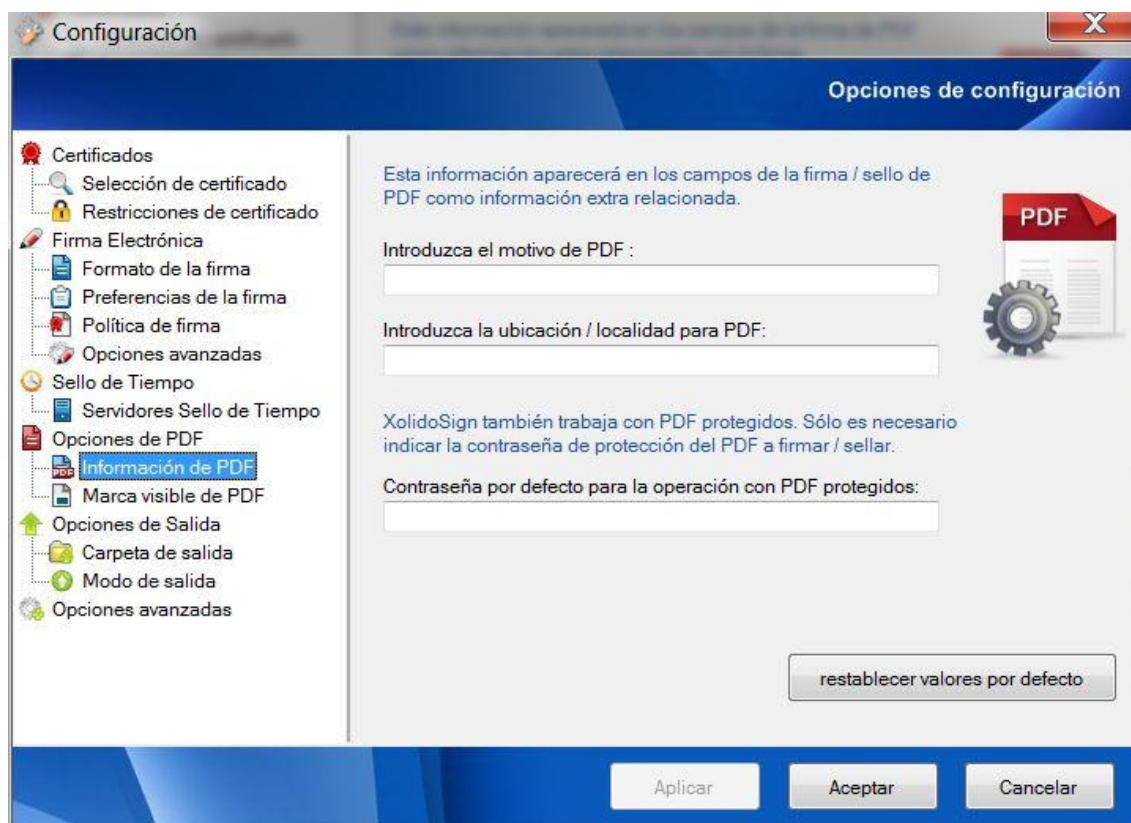 Configuración
Opciones de configuración
Certificados
Selección de certificado
Restricciones de certificado
Firma Electrónica
Formato de la firma
Preferencias de la firma
Política de firma
Opciones avanzadas
Sello de Tiempo
Servidores Sello de Tiempo
Opciones de PDF
Información de PDF
Marca visible de PDF
Opciones de Salida
Carpeta de salida
Modo de salida
Opciones avanzadas
Esta información aparecerá en los campos de la firma / sello de
PDF como información extra relacionada.
PDF
Introduzca el motivo de PDF :
Introduzca la ubicación / localidad para PDF:
XolidoSign también trabaja con PDF protegidos. Sólo es necesario
indicar la contraseña de protección del PDF a firmar / sellar.
Contraseña por defecto para la operación con PDF protegidos:
restablecer valores por defecto
Aplicar
Aceptar
Cancelar